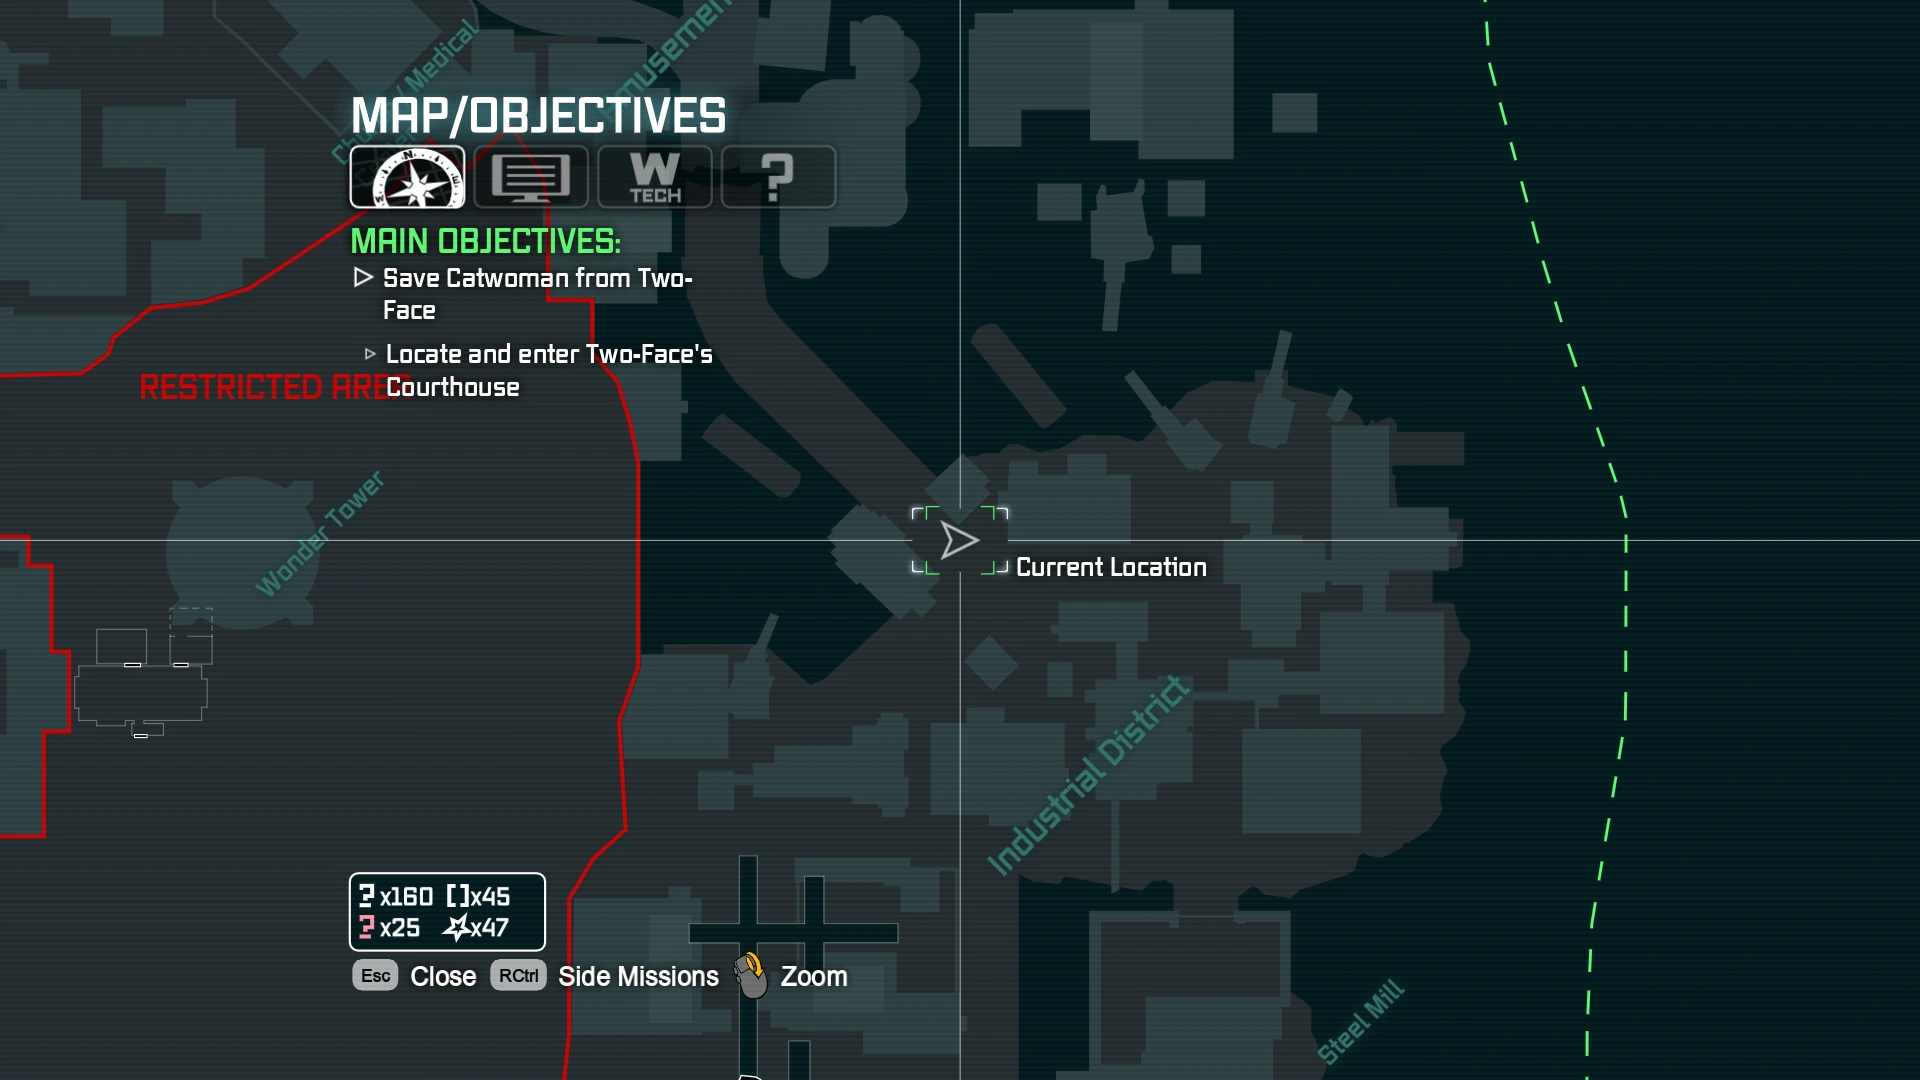 Church / Medical
Amusement
MAP/OBJECTIVES
N
W
TECH
?
MAIN OBJECTIVES:
Save Catwoman from Two-
Face
Locate and enter Two-Face's
Courthouse
RESTRICTED AREA
Wonder Tower
Current Location
Industrial District
? x160 [] x45
? x25 x47
Esc Close RCtrl Side Missions Zoom
Steel Mill